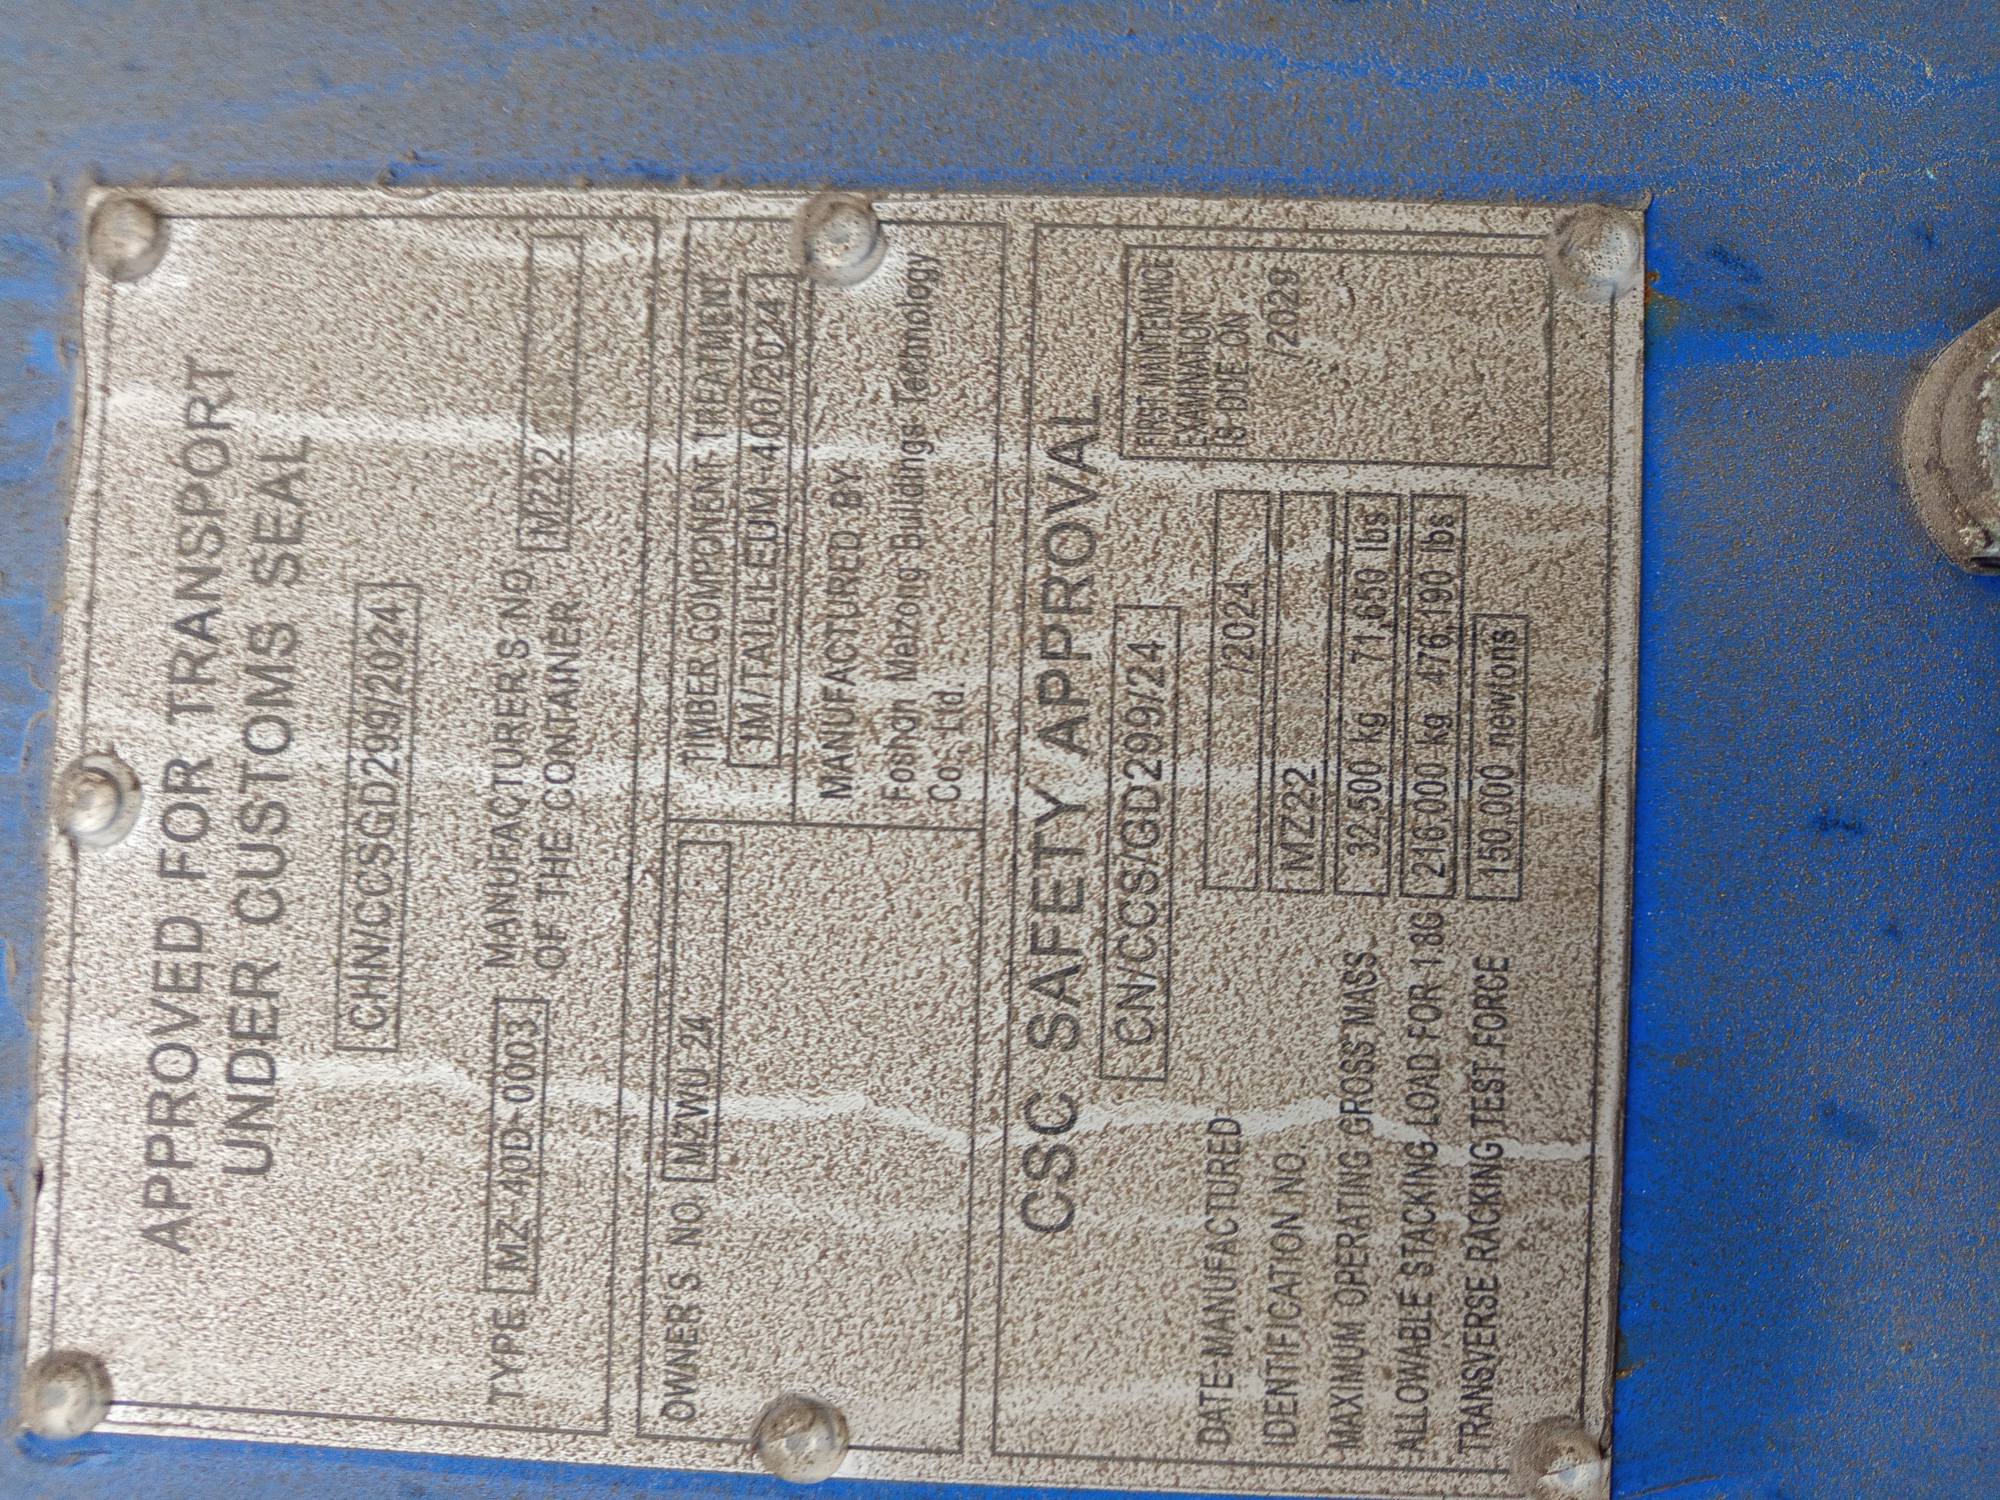 APPROVED FOR TRANSPORT
UNDER CUSTOMS SEAL
CHN/CCSGD299/2024
TYPE MZ-40D-0003 MANUFACTURER'S NO.
OF THE CONTAINER MZ22
OWNER'S NO MZWU 24
TIMBER COMPONENT TREATMENT
IM/TAILILEUM-400/2024
MANUFACTURED BY
Foshan Mezong Buildings Technology
Co.,Ltd.
CSC SAFETY APPROVAL
CN/CCS/GD299/24
DATE MANUFACTURED /2024
IDENTIFICATION NO. MZ22
MAXIMUM OPERATING GROSS MASS 32,500 kg 71,650 lbs
ALLOWABLE STACKING LOAD FOR 1.8G 216,000 kg 476,190 lbs
TRANSVERSE RACKING TEST FORCE 150,000 newtons
FIRST MAINTENANCE
EXAMINATION
IS DUE ON
/2029